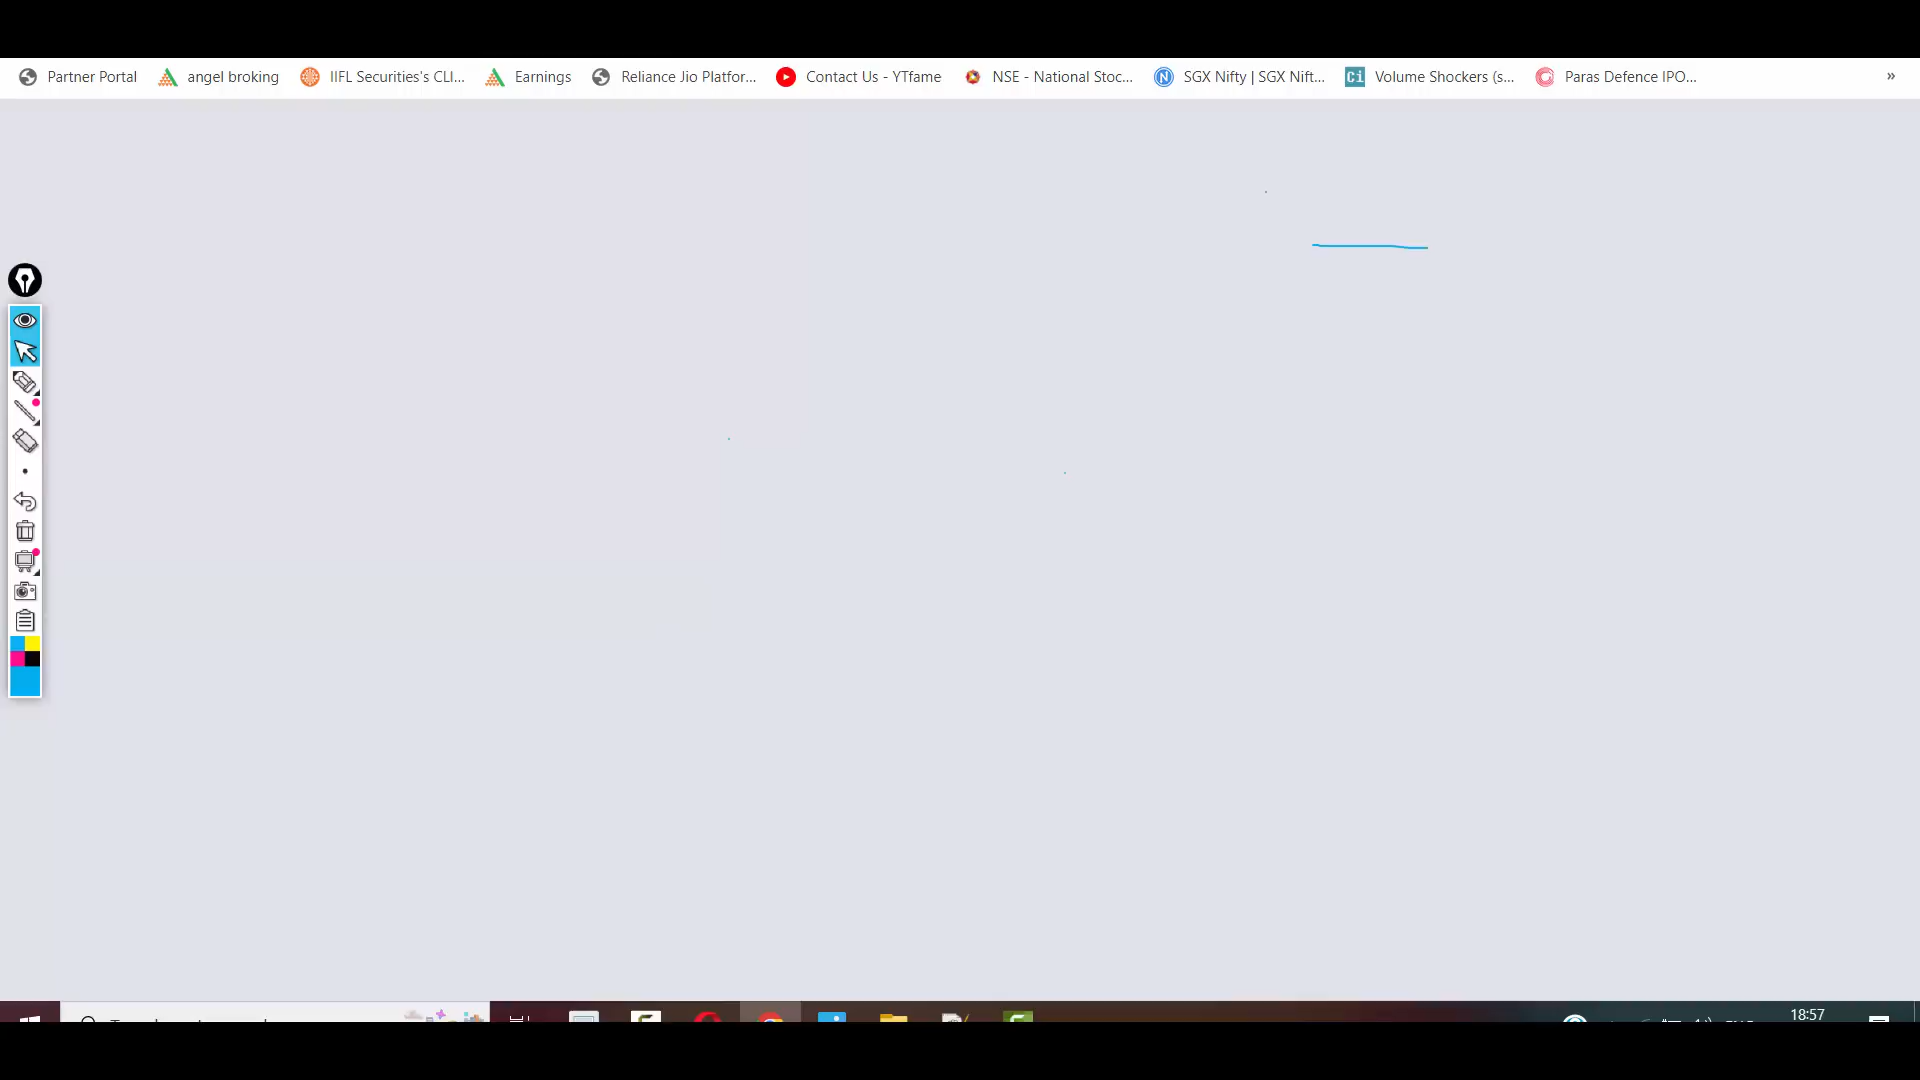 Partner Portal angel broking IIFL Securities's CLI... Earnings Reliance Jio Platfor... Contact Us - YTfame NSE - National Stoc... SGX Nifty | SGX Nift... Ci Volume Shockers (s... Paras Defence IPO... »
18:57